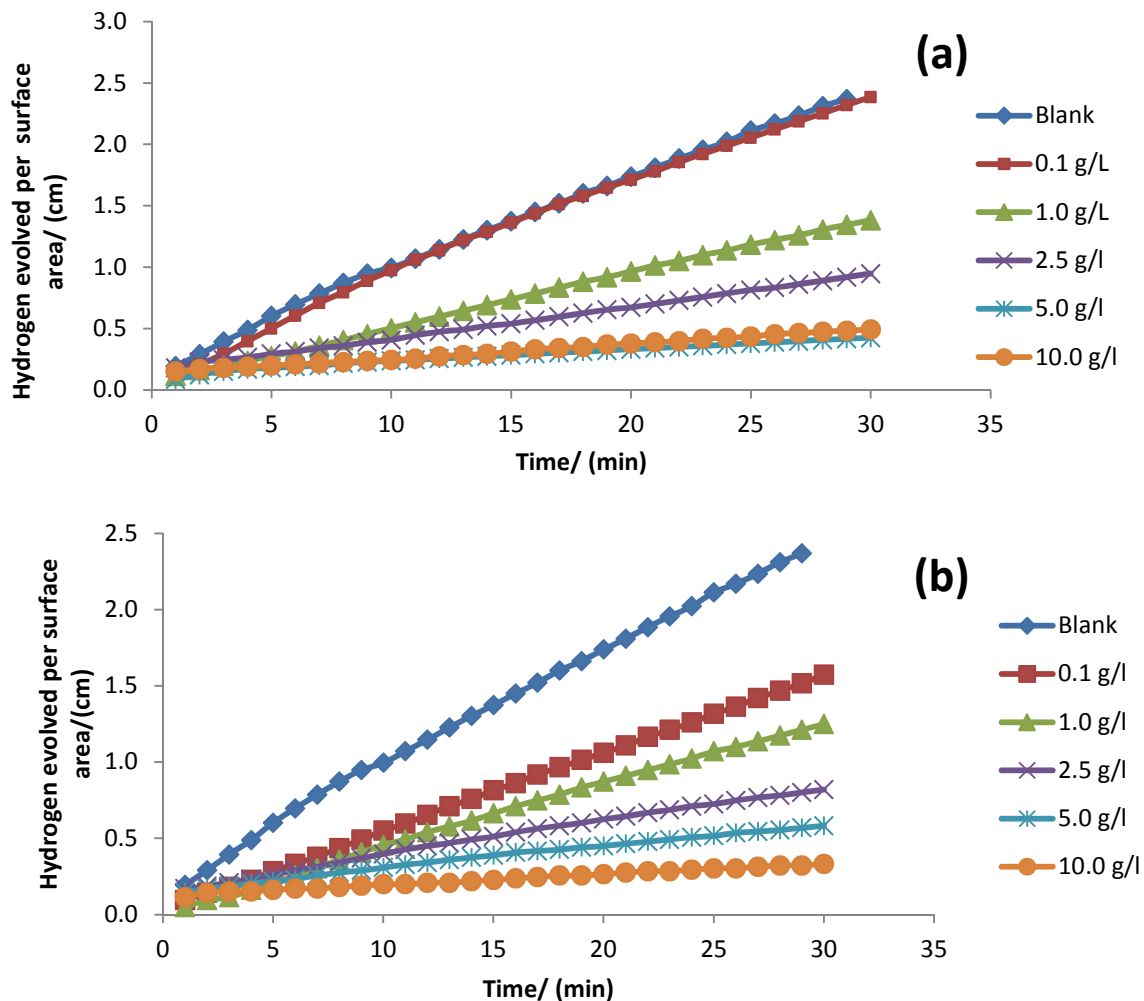 (a)
Hydrogen evolved per surface
area/ (cm)
3.0
2.5
2.0
1.5
1.0
0.5
0.0
0 5 10 15 20 25 30 35
Time/ (min)
Blank
0.1 g/L
1.0 g/L
2.5 g/l
5.0 g/l
10.0 g/l
(b)
Hydrogen evolved per surface
area/(cm)
2.5
2.0
1.5
1.0
0.5
0.0
0 5 10 15 20 25 30 35
Time/ (min)
Blank
0.1 g/l
1.0 g/l
2.5 g/l
5.0 g/l
10.0 g/l